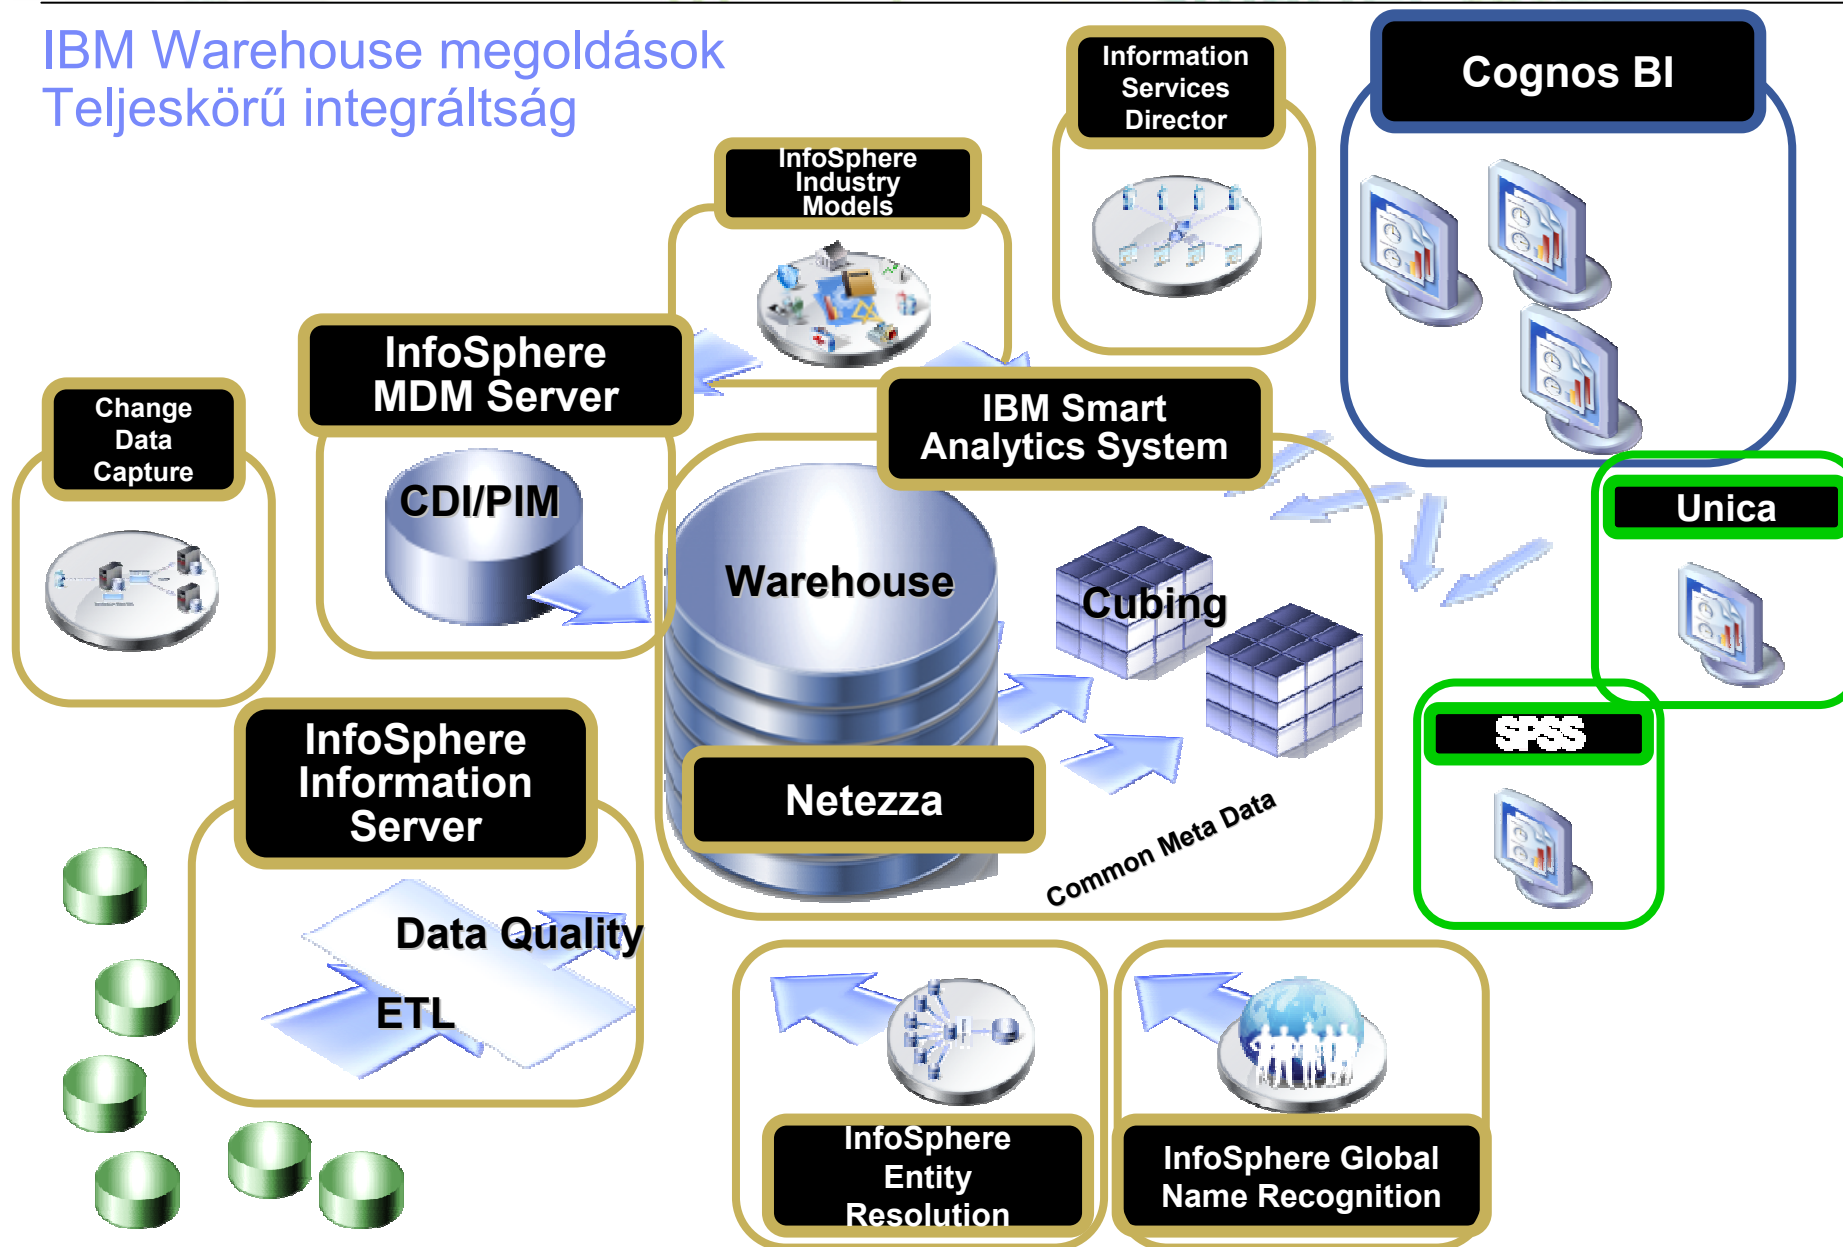 IBM Warehouse megoldások
Teljeskörű integráltság
Information
Services
Director
Cognos BI
InfoSphere
Industry
Models
InfoSphere
MDM Server
IBM Smart
Analytics System
Change
Data
Capture
CDI/PIM
Unica
Warehouse
Cubing
SPSS
InfoSphere
Information
Server
Netezza
Common Meta Data
Data Quality
ETL
InfoSphere
Entity
Resolution
InfoSphere Global
Name Recognition